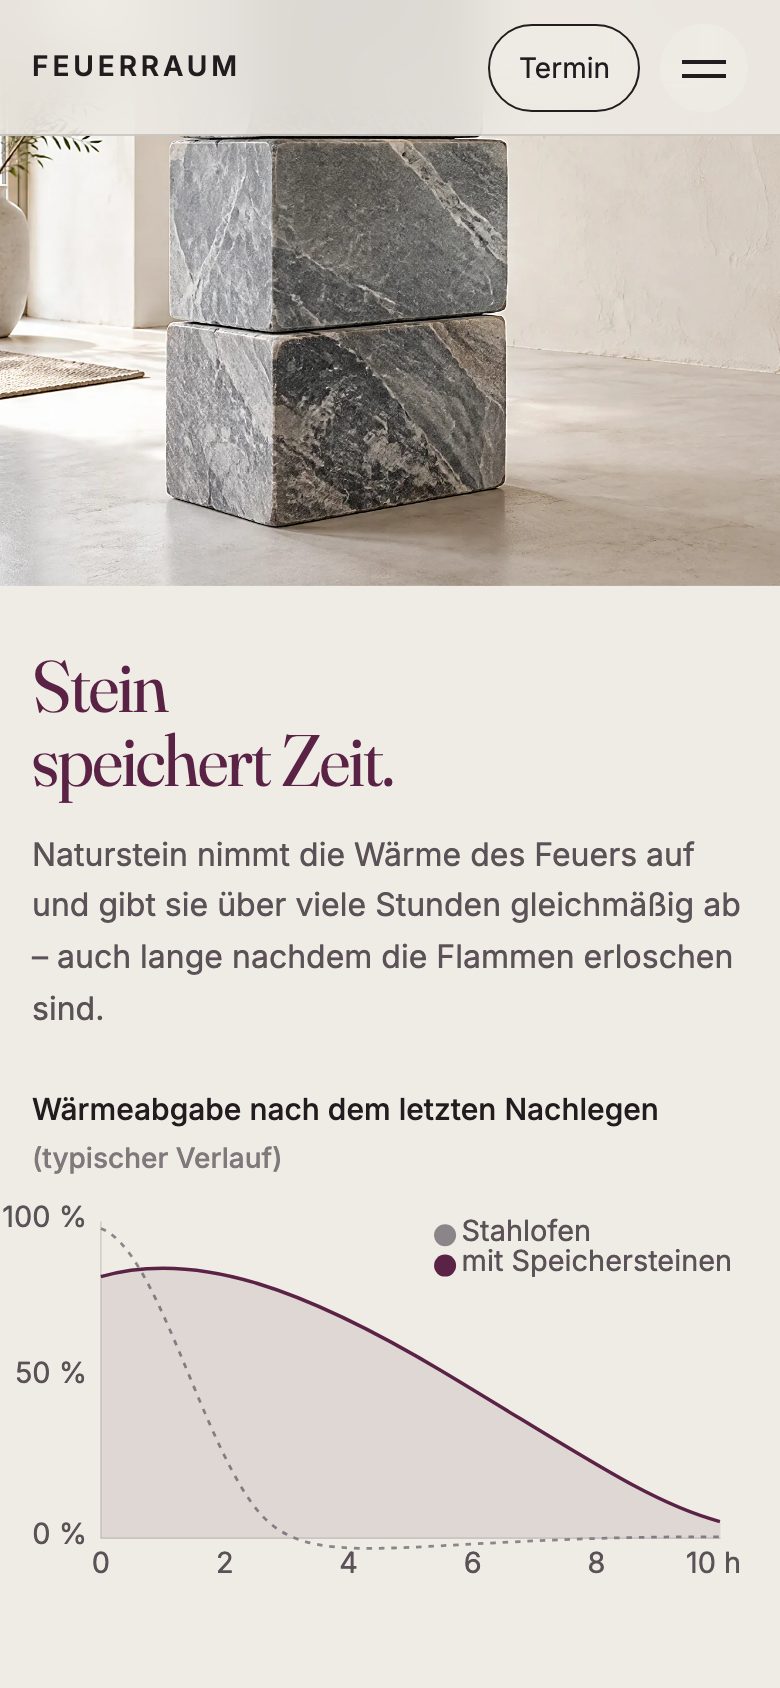 FEUERRAUM
Termin
Stein
speichert Zeit.
Naturstein nimmt die Wärme des Feuers auf
und gibt sie über viele Stunden gleichmäßig ab
– auch lange nachdem die Flammen erloschen
sind.
Wärmeabgabe nach dem letzten Nachlegen
(typischer Verlauf)
100 %
Stahlofen
mit Speichersteinen
50 %
0 %
0 2 4 6 8 10 h